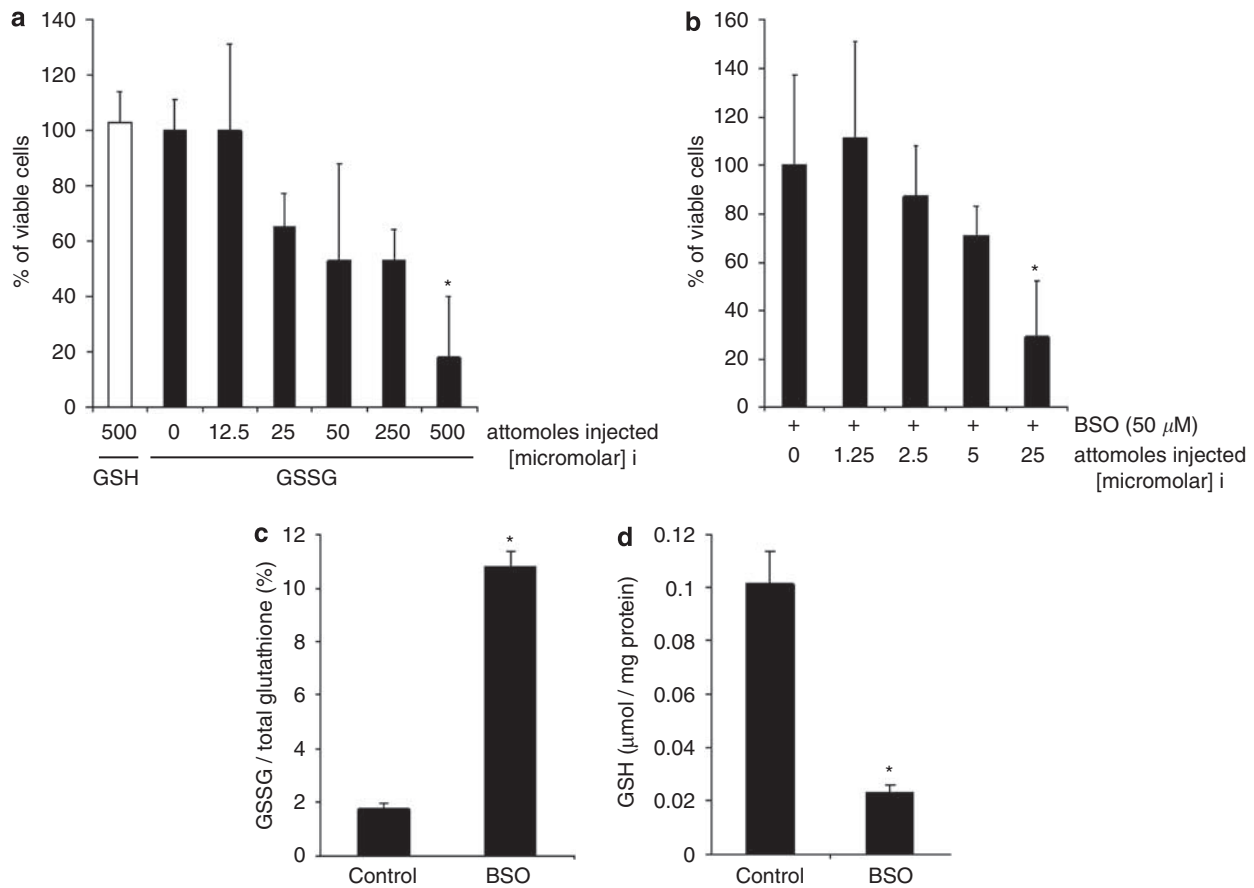 a
140
120
100
80
60
40
20
0
% of viable cells
500 0 12.5 25 50 250 500 attomoles injected
[micromolar] i
GSH GSSG
*
b
160
140
120
100
80
60
40
20
0
% of viable cells
*
+ + + + + BSO (50 μM)
0 1.25 2.5 5 25 attomoles injected
[micromolar] i
c
12
10
8
6
4
2
0
GSSG / total glutathione (%)
*
Control BSO
d
0.12
0.1
0.08
0.06
0.04
0.02
0
GSH (μmol / mg protein)
*
Control BSO